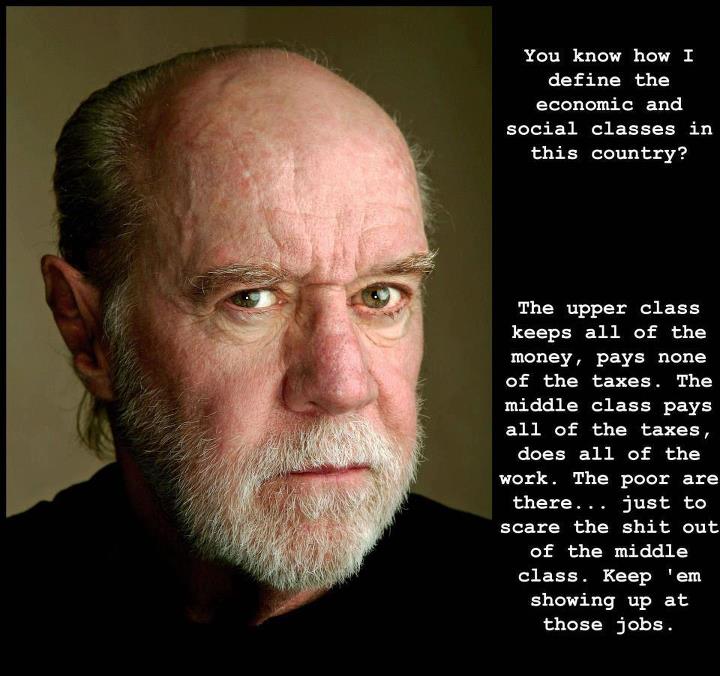 You know how I
define the
economic and
social classes in
this country?
The upper class
keeps all of the
money, pays none
of the taxes. The
middle class pays
all of the taxes,
does all of the
work. The poor are
there... just to
scare the shit out
of the middle
class. Keep 'em
showing up at
those jobs.